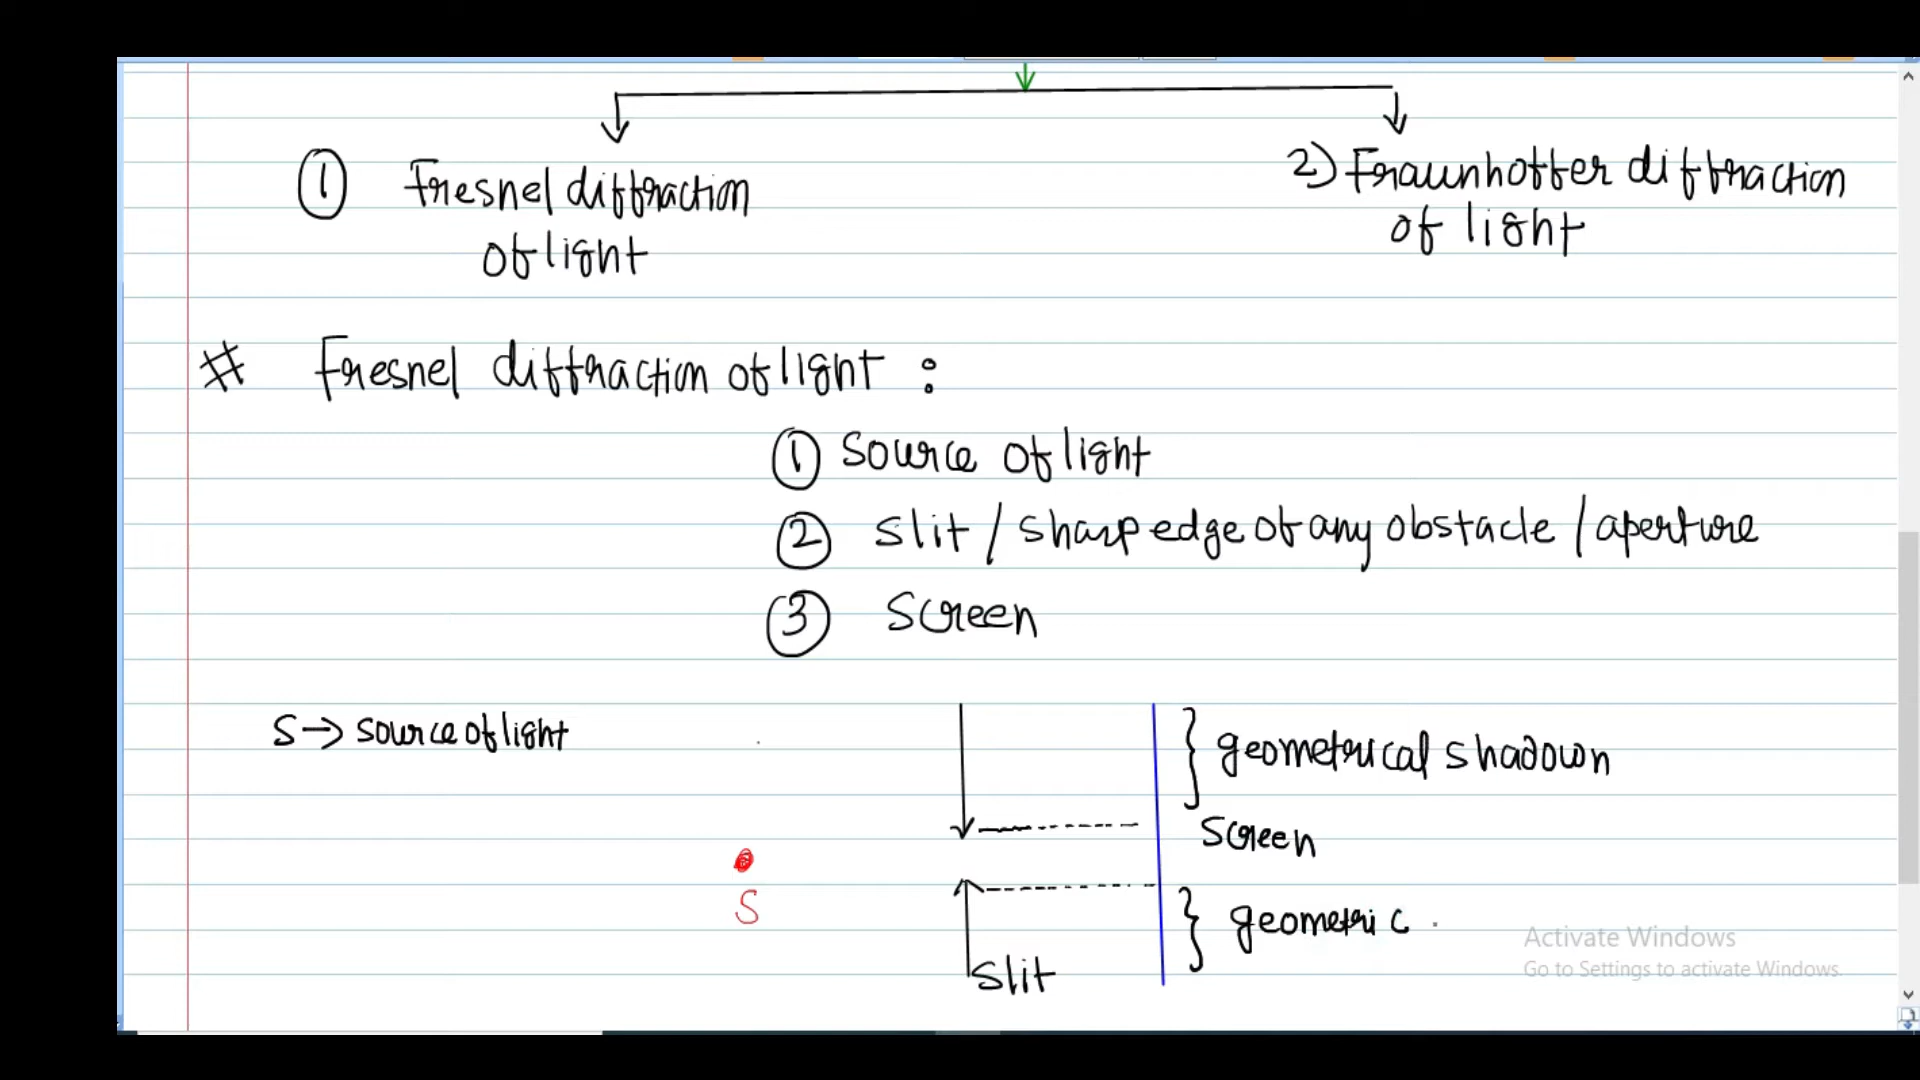 ① Fresnel diffraction
of light
2) Fraunhoffer diffraction
of light
# Fresnel diffraction of light :
① Source of light
② Slit / sharp edge of any obstacle / aperture
③ Screen
S → Source of light
} geometrical shadown
Screen
S
} geometric
Slit
Activate Windows
Go to Settings to activate Windows.